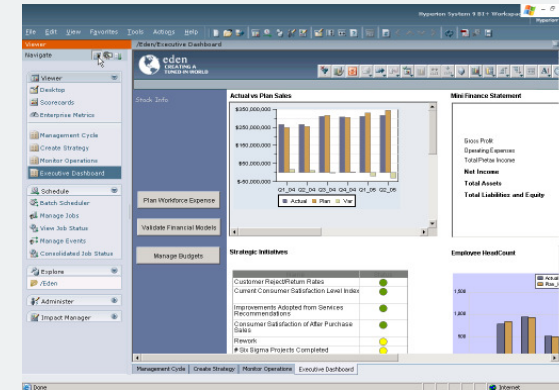 Hyperion System 9 BI+ Workspace
File Edit View Favorites Tools Actions Help
Viewer
/Eden/Executive Dashboard
Navigate
Viewer
Desktop
Scorecards
Enterprise Metrics
Management Cycle
Create Strategy
Monitor Operations
Executive Dashboard
Schedule
Batch Scheduler
Manage Jobs
View Job Status
Manage Events
Consolidated Job Status
Explore
/Eden
Administer
Impact Manager
eden
CREATING A
TUNED IN WORLD
Stock Info
Plan Workforce Expense
Validate Financial Models
Manage Budgets
Actual vs Plan Sales
$350,000,000
$250,000,000
$150,000,000
$50,000,000
$-50,000,000
Q1_04 Q2_04 Q3_04 Q4_04 Q1_05 Q2_05
Actual Plan Var
Mini Finance Statement
Gross Profit
Operating Expenses
Total Pretax Income
Net Income
Total Assets
Total Liabilities and Equity
Strategic Initiatives
Customer Reject/Return Rates
Current Consumer Satisfaction Level Index
Improvements Adopted from Services
Recommendations
Consumer Satisfaction of After Purchase
Sales
Rework
# Six Sigma Projects Completed
Employee HeadCount
Actual
1,500
1,000
500
Management Cycle Create Strategy Monitor Operations Executive Dashboard
Done
Internet